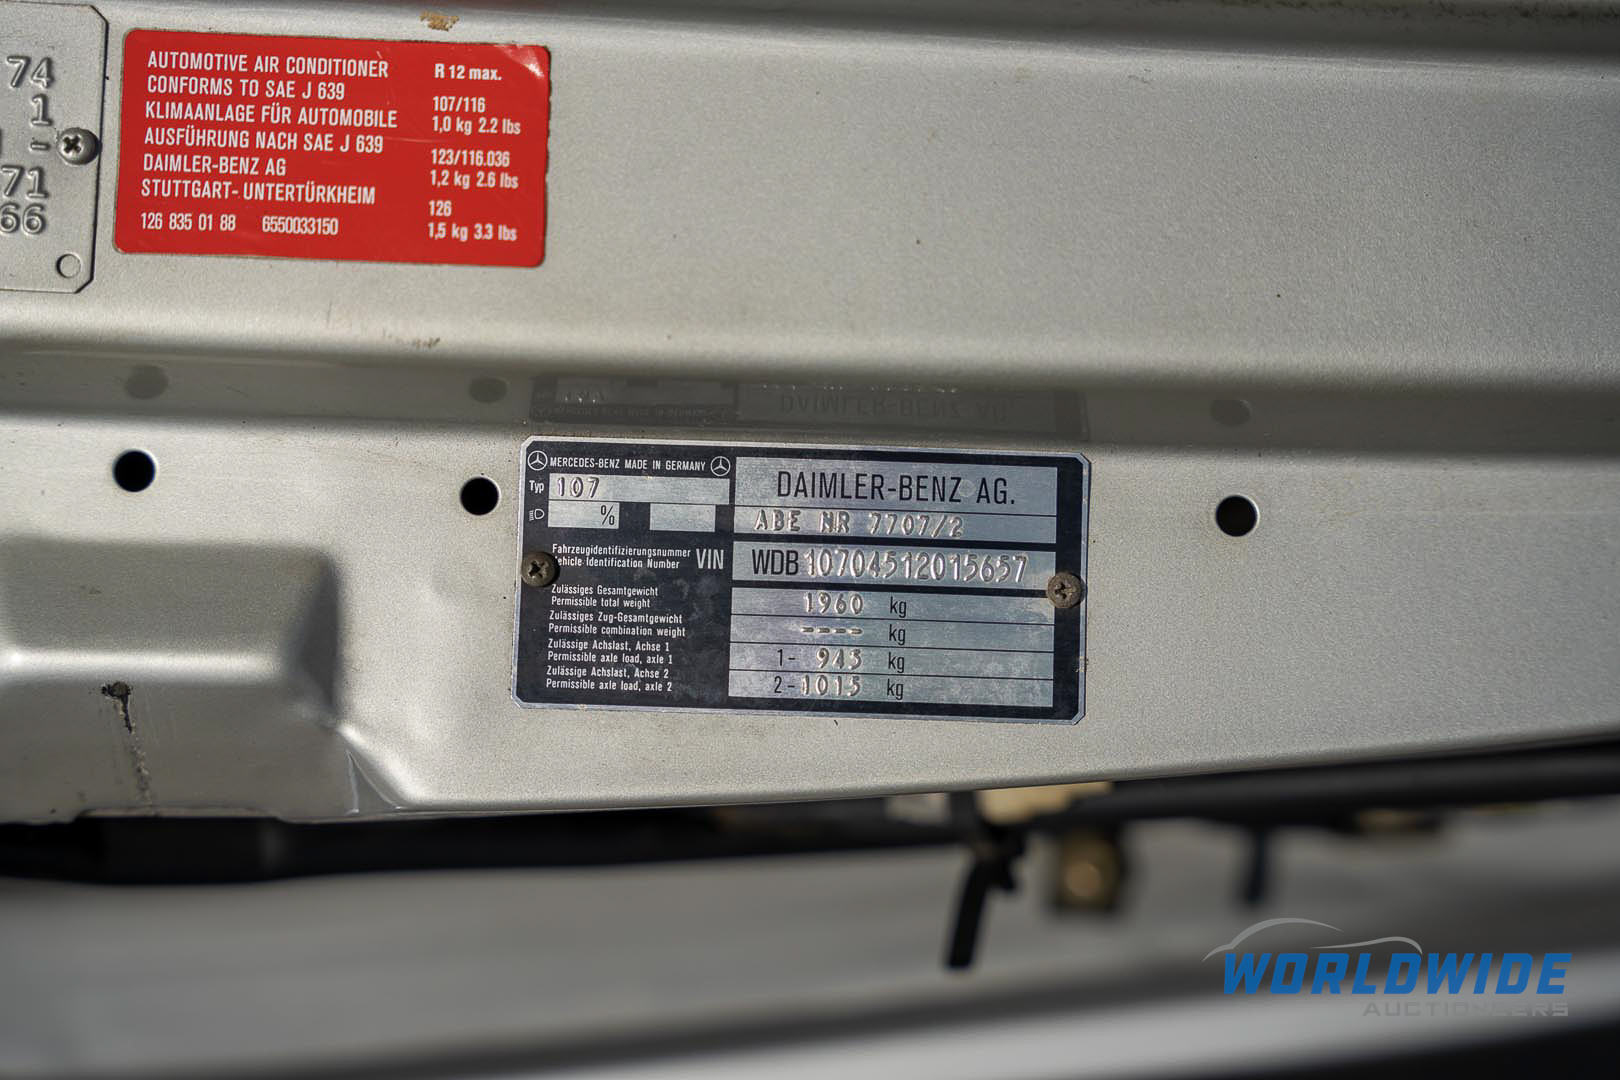 74
1
-
71
66
AUTOMOTIVE AIR CONDITIONER
CONFORMS TO SAE J 639
KLIMAANLAGE FÜR AUTOMOBILE
AUSFÜHRUNG NACH SAE J 639
DAIMLER-BENZ AG
STUTTGART- UNTERTÜRKHEIM
126 835 01 88 6550033150
R 12 max.
107/116
1,0 kg 2.2 lbs
123/116.036
1,2 kg 2.6 lbs
126
1,5 kg 3.3 lbs
MERCEDES-BENZ MADE IN GERMANY
Typ 107
%
DAIMLER-BENZ AG.
ABE NR 7707/2
Fahrzeugidentifizierungsnummer
Vehicle Identification Number
VIN WDB 10704512015657
Zulässiges Gesamtgewicht
Permissible total weight
1960 kg
Zulässiges Zug-Gesamtgewicht
Permissible combination weight
---- kg
Zulässige Achslast, Achse 1
Permissible axle load, axle 1
1- 945 kg
Zulässige Achslast, Achse 2
Permissible axle load, axle 2
2-1015 kg
WORLDWIDE
AUCTIONEERS